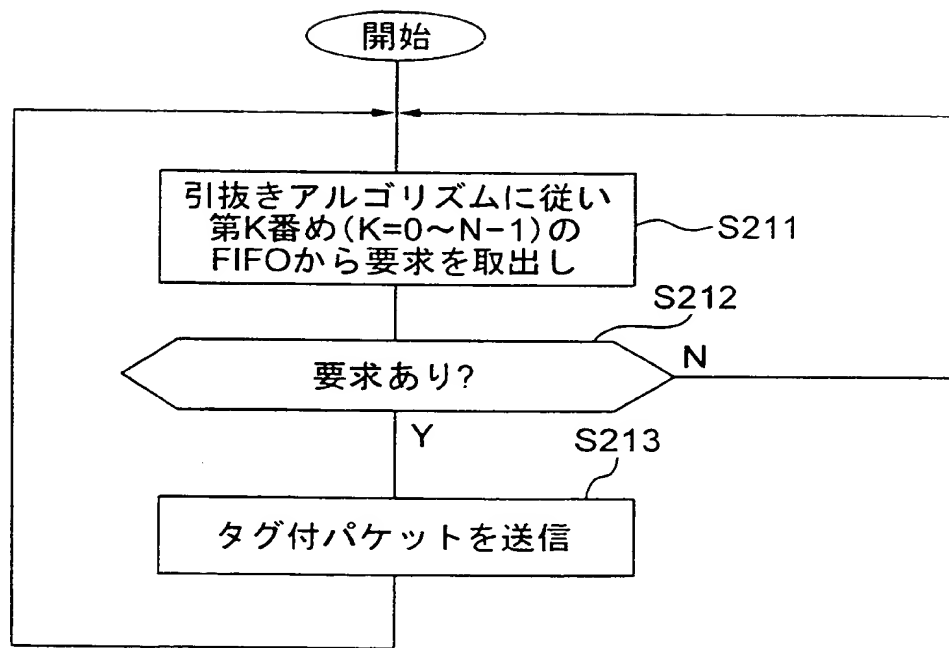 開始
引抜きアルゴリズムに従い
第K番め(K=0～N-1)の
FIFOから要求を取出し
S211
S212
要求あり?
N
Y
S213
タグ付パケットを送信